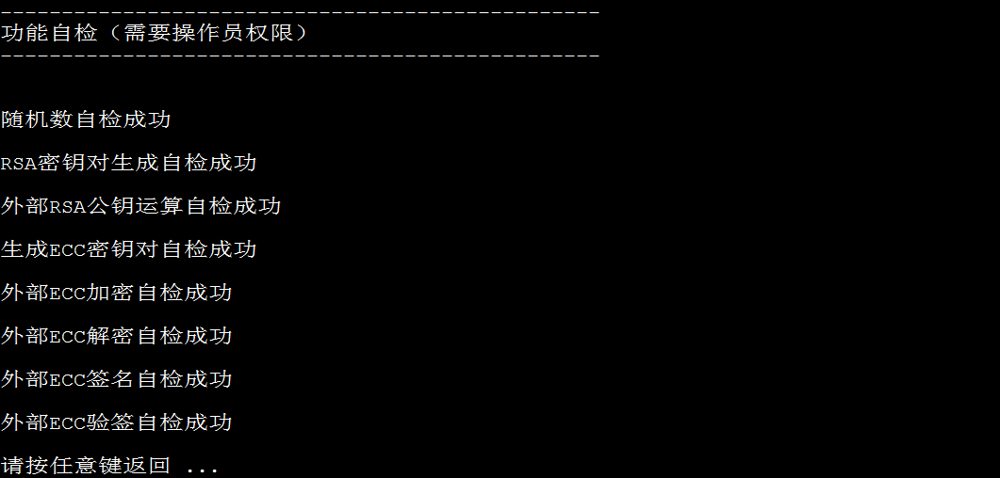 -------------------------------------------------
功能自检（需要操作员权限）
-------------------------------------------------
随机数自检成功
RSA密钥对生成自检成功
外部RSA公钥运算自检成功
生成ECC密钥对自检成功
外部ECC加密自检成功
外部ECC解密自检成功
外部ECC签名自检成功
外部ECC验签自检成功
请按任意键返回 ...